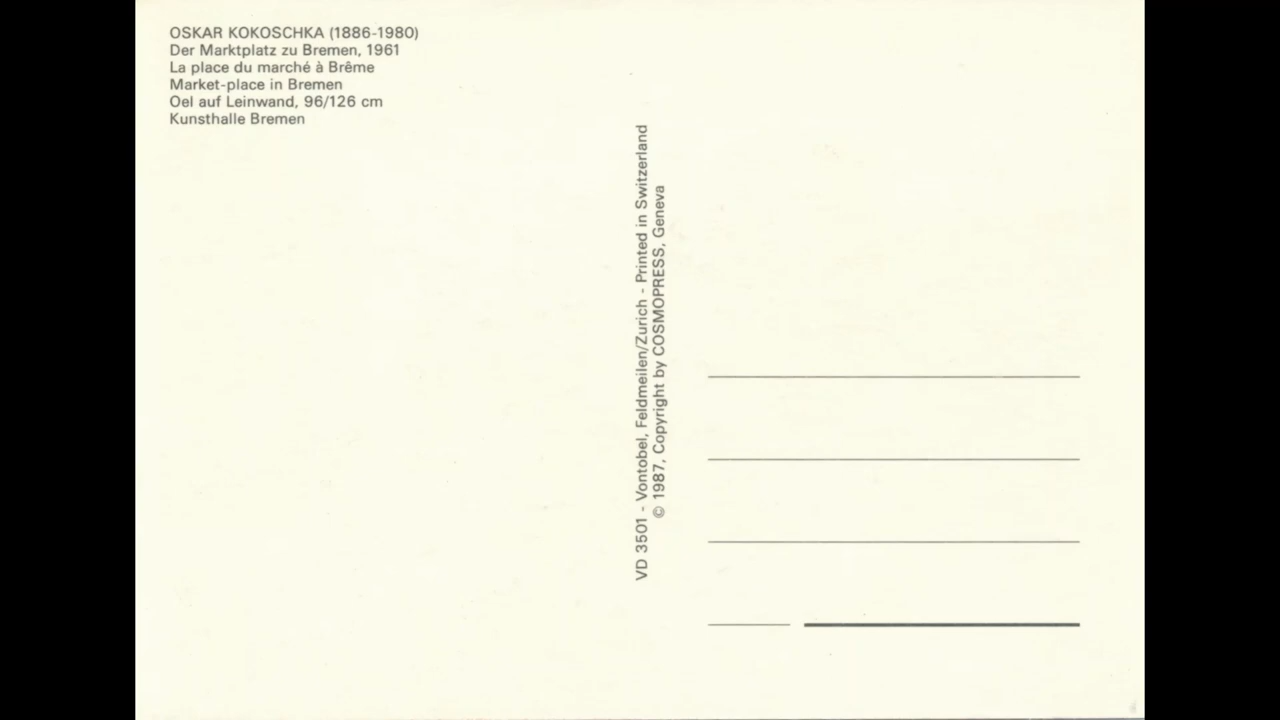 OSKAR KOKOSCHKA (1886-1980)
Der Marktplatz zu Bremen, 1961
La place du marché à Brême
Market-place in Bremen
Oel auf Leinwand, 96/126 cm
Kunsthalle Bremen
VD 3501 - Vontobel, Feldmeilen/Zurich - Printed in Switzerland
© 1987, Copyright by COSMOPRESS, Geneva